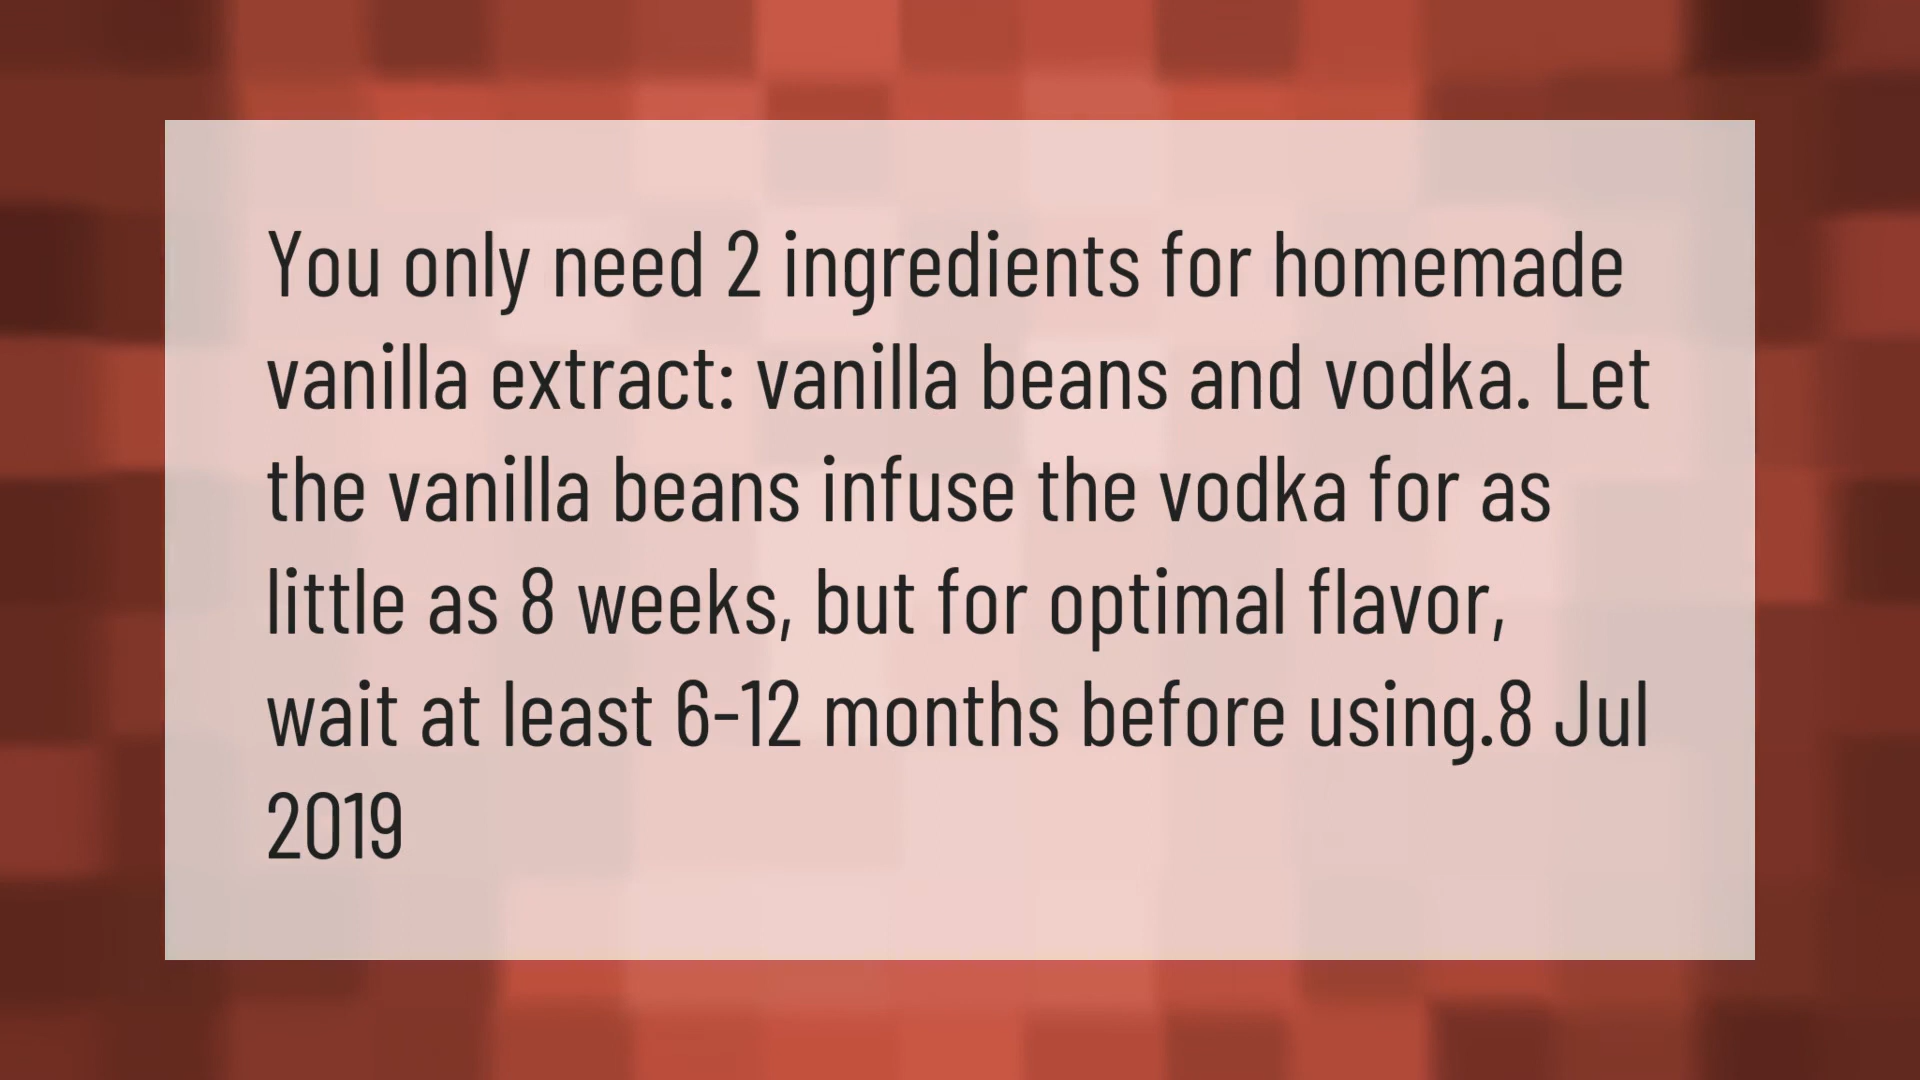 You only need 2 ingredients for homemade
vanilla extract: vanilla beans and vodka. Let
the vanilla beans infuse the vodka for as
little as 8 weeks, but for optimal flavor,
wait at least 6-12 months before using.8 Jul
2019